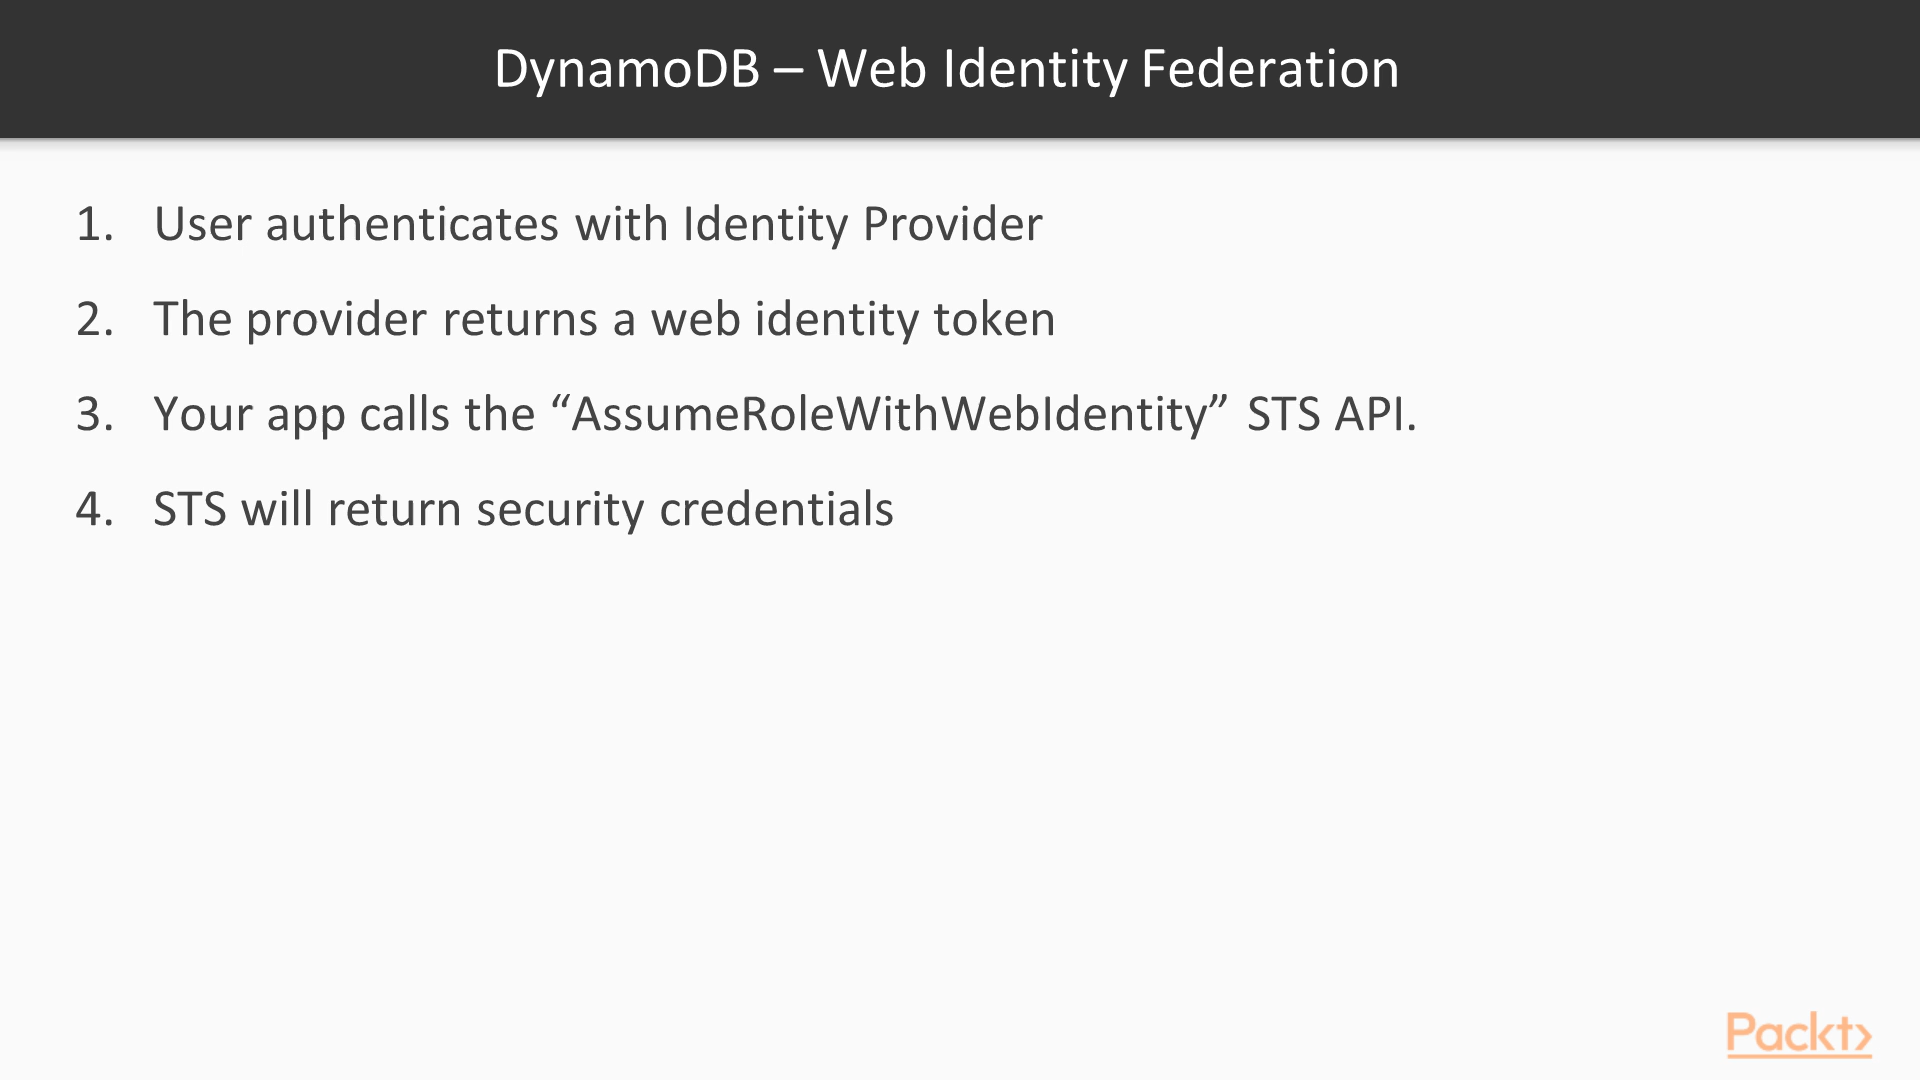 DynamoDB – Web Identity Federation
1. User authenticates with Identity Provider
2. The provider returns a web identity token
3. Your app calls the “AssumeRoleWithWebIdentity” STS API.
4. STS will return security credentials
Packt>